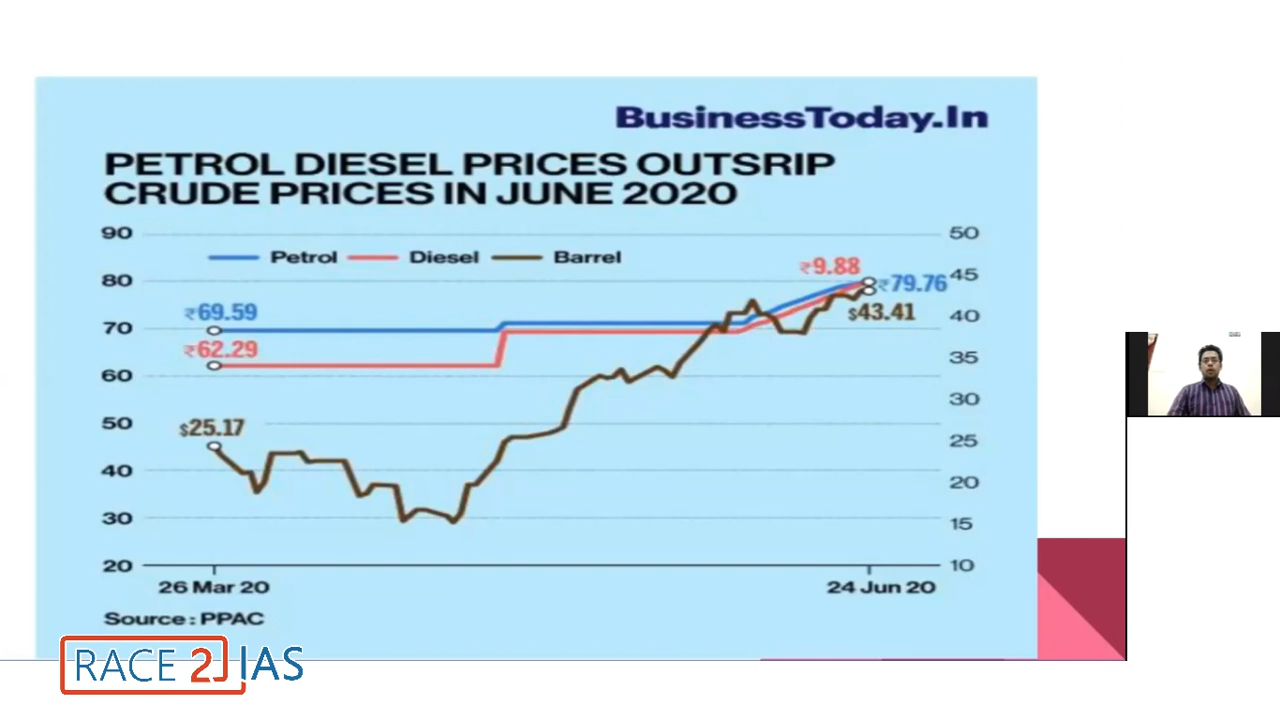 BusinessToday.In
PETROL DIESEL PRICES OUTSRIP
CRUDE PRICES IN JUNE 2020
90
50
Petrol
Diesel
Barrel
₹9.88
80
45
₹79.76
₹69.59
$43.41
70
40
₹62.29
35
60
30
50
$25.17
25
40
20
30
15
20
10
26 Mar 20
24 Jun 20
Source : PPAC
RACE 2 IAS